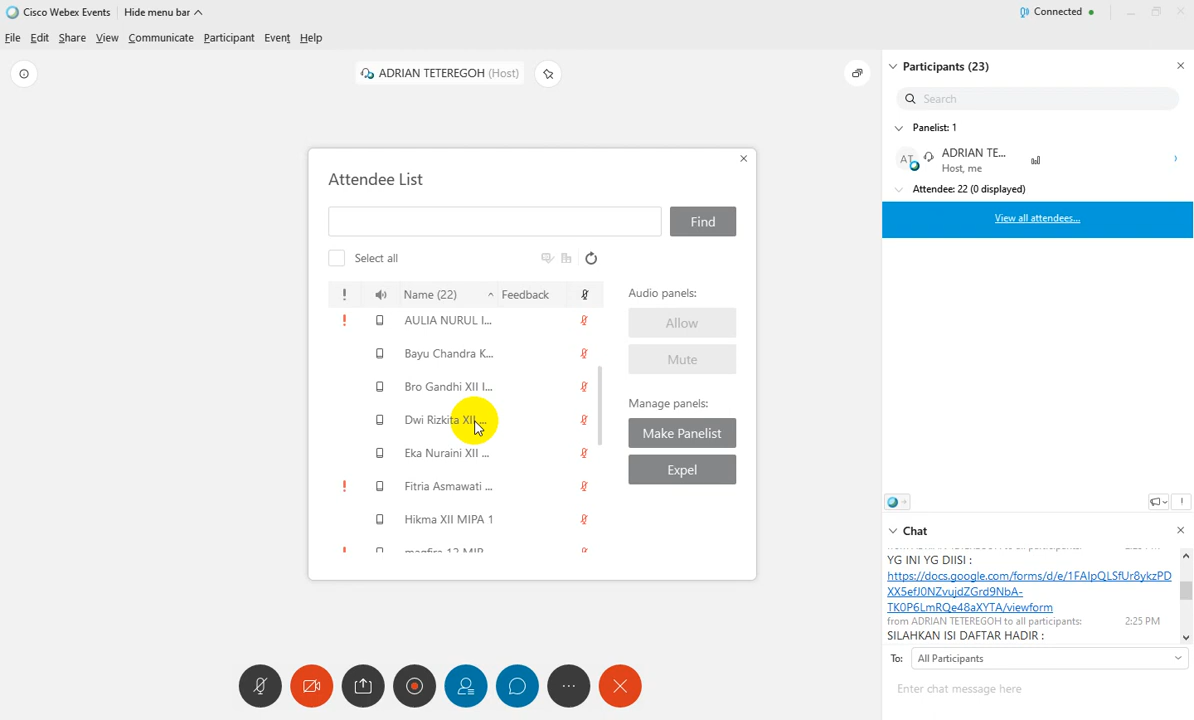 Cisco Webex Events
Hide menu bar
Connected
File Edit Share View Communicate Participant Event Help
ADRIAN TETEREGOH (Host)
Attendee List
Find
Select all
! Name (22) Feedback
! AULIA NURUL I...
Bayu Chandra K...
Bro Gandhi XII I...
Dwi Rizkita XII ...
Eka Nuraini XII ...
! Fitria Asmawati ...
Hikma XII MIPA 1
Audio panels:
Allow
Mute
Manage panels:
Make Panelist
Expel
Participants (23)
Search
Panelist: 1
AT ADRIAN TE...
Host, me
Attendee: 22 (0 displayed)
View all attendees...
Chat
YG INI YG DIISI :
https://docs.google.com/forms/d/e/1FAIpQLSfUr8ykzPD
XX5efJ0NZvujdZGrd9NbA-
TK0P6LmRQe48aXYTA/viewform
from ADRIAN TETEREGOH to all participants: 2:25 PM
SILAHKAN ISI DAFTAR HADIR :
To: All Participants
Enter chat message here